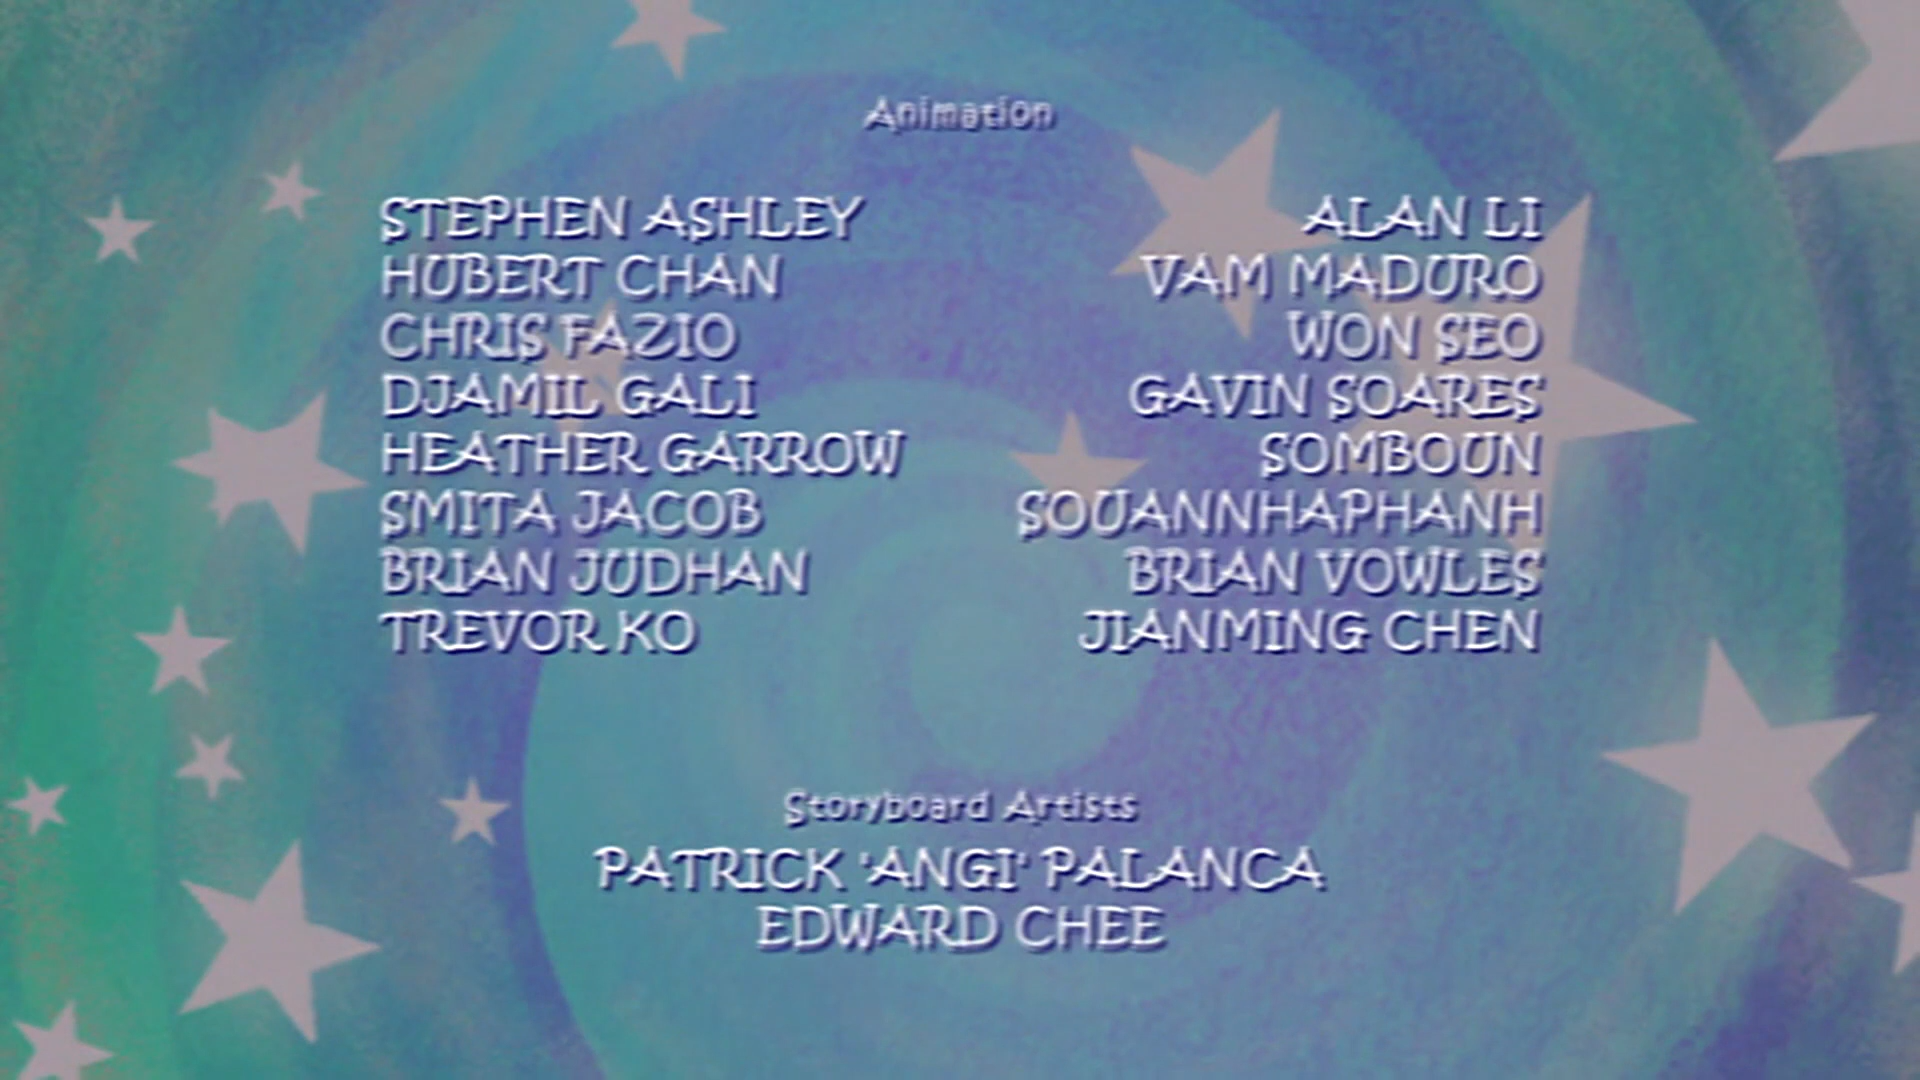 Animation
STEPHEN ASHLEY
HUBERT CHAN
CHRIS FAZIO
DJAMIL GALI
HEATHER GARROW
SMITA JACOB
BRIAN JUDHAN
TREVOR KO
ALAN LI
VAM MADURO
WON SEO
GAVIN SOARES
SOMBOUN
SOUANNHAPHANH
BRIAN VOWLES
JIANMING CHEN
Storyboard Artists
PATRICK 'ANGI' PALANCA
EDWARD CHEE